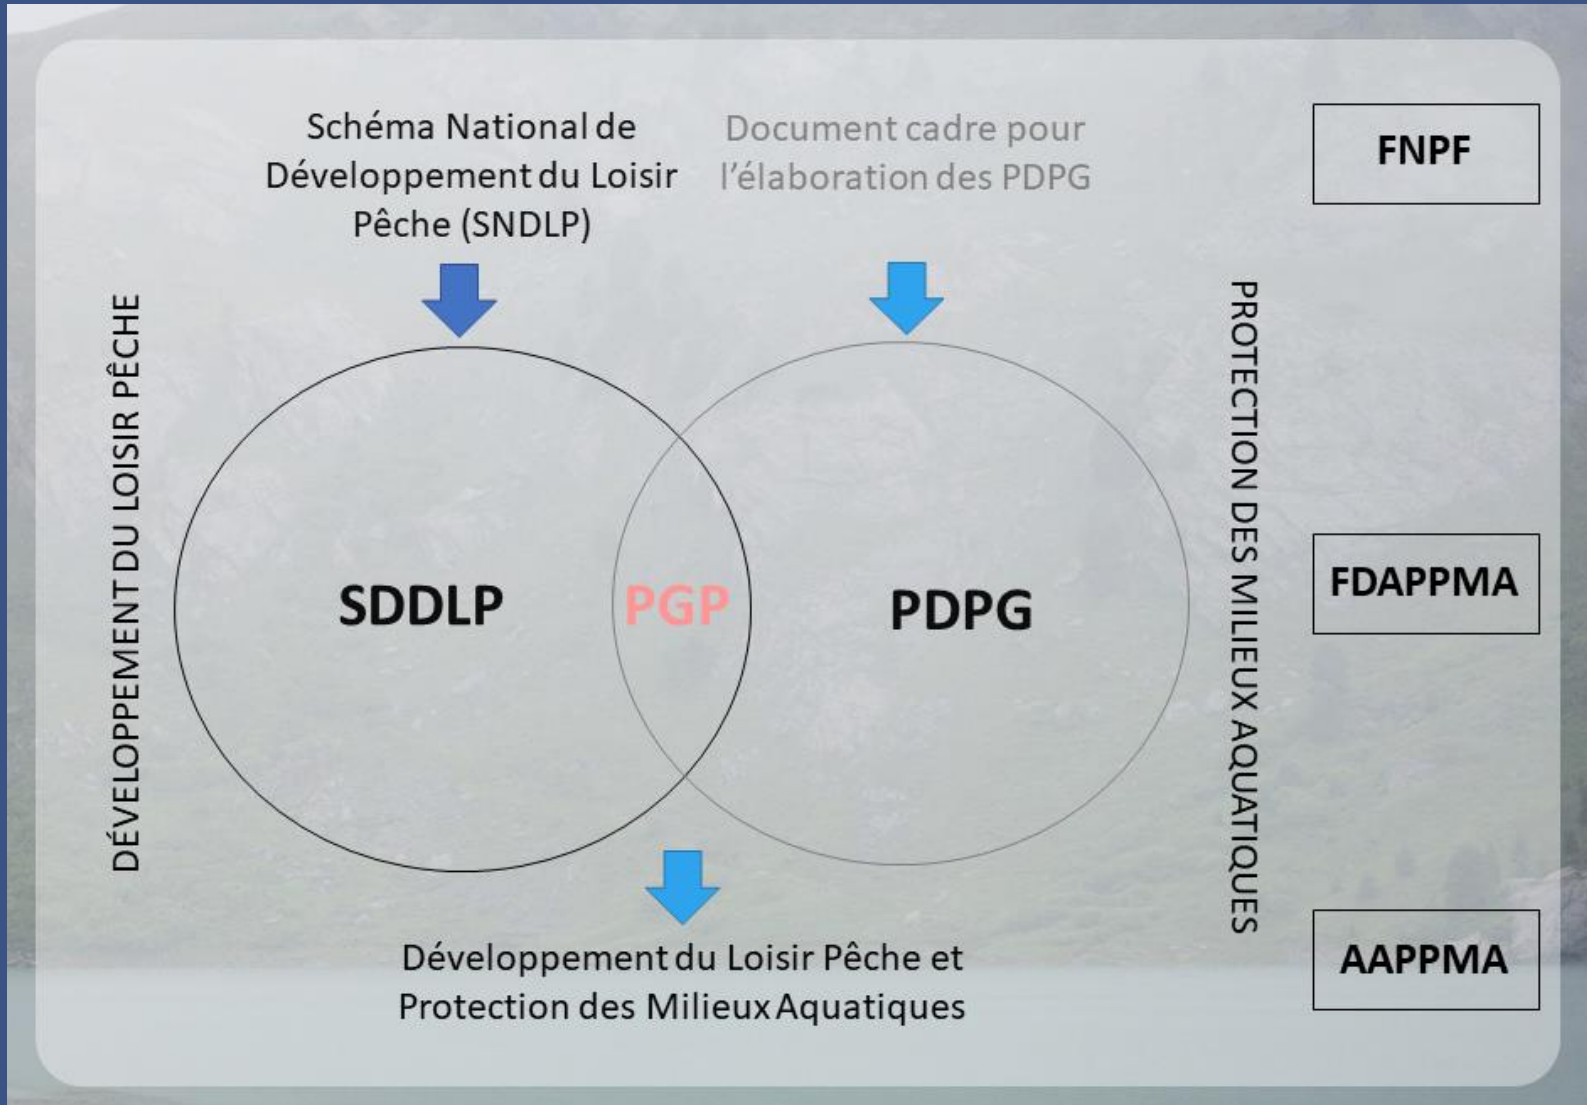 Schéma National de
Développement du Loisir
Pêche (SNDLP)
Document cadre pour
l'élaboration des PDPG
FNPF
DÉVELOPPEMENT DU LOISIR PÊCHE
SDDLP
PGP
PDPG
PROTECTION DES MILIEUX AQUATIQUES
FDAPPMA
Développement du Loisir Pêche et
Protection des Milieux Aquatiques
AAPPMA